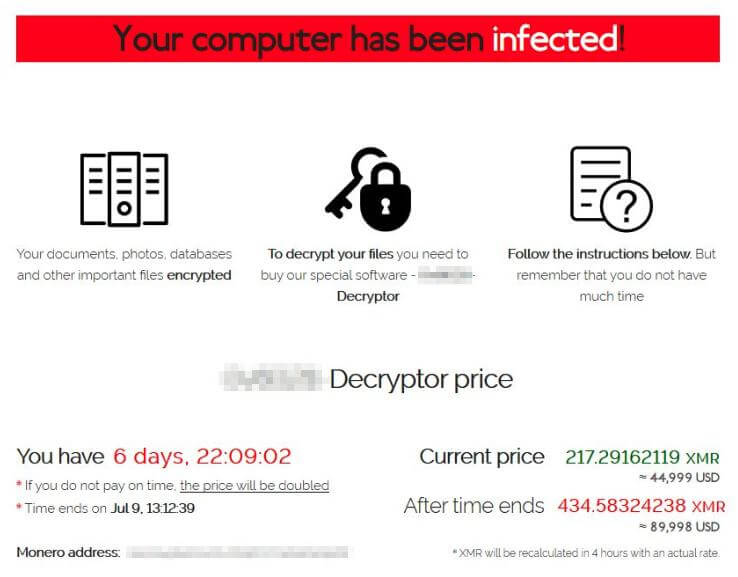 Your computer has been infected!
Your documents, photos, databases
and other important files encrypted
To decrypt your files you need to
buy our special software -
Decryptor
Follow the instructions below. But
remember that you do not have
much time
Decryptor price
You have 6 days, 22:09:02
* If you do not pay on time, the price will be doubled
* Time ends on Jul 9, 13:12:39
Monero address:
Current price 217.29162119 XMR
≈ 44,999 USD
After time ends 434.58324238 XMR
≈ 89,998 USD
* XMR will be recalculated in 4 hours with an actual rate.